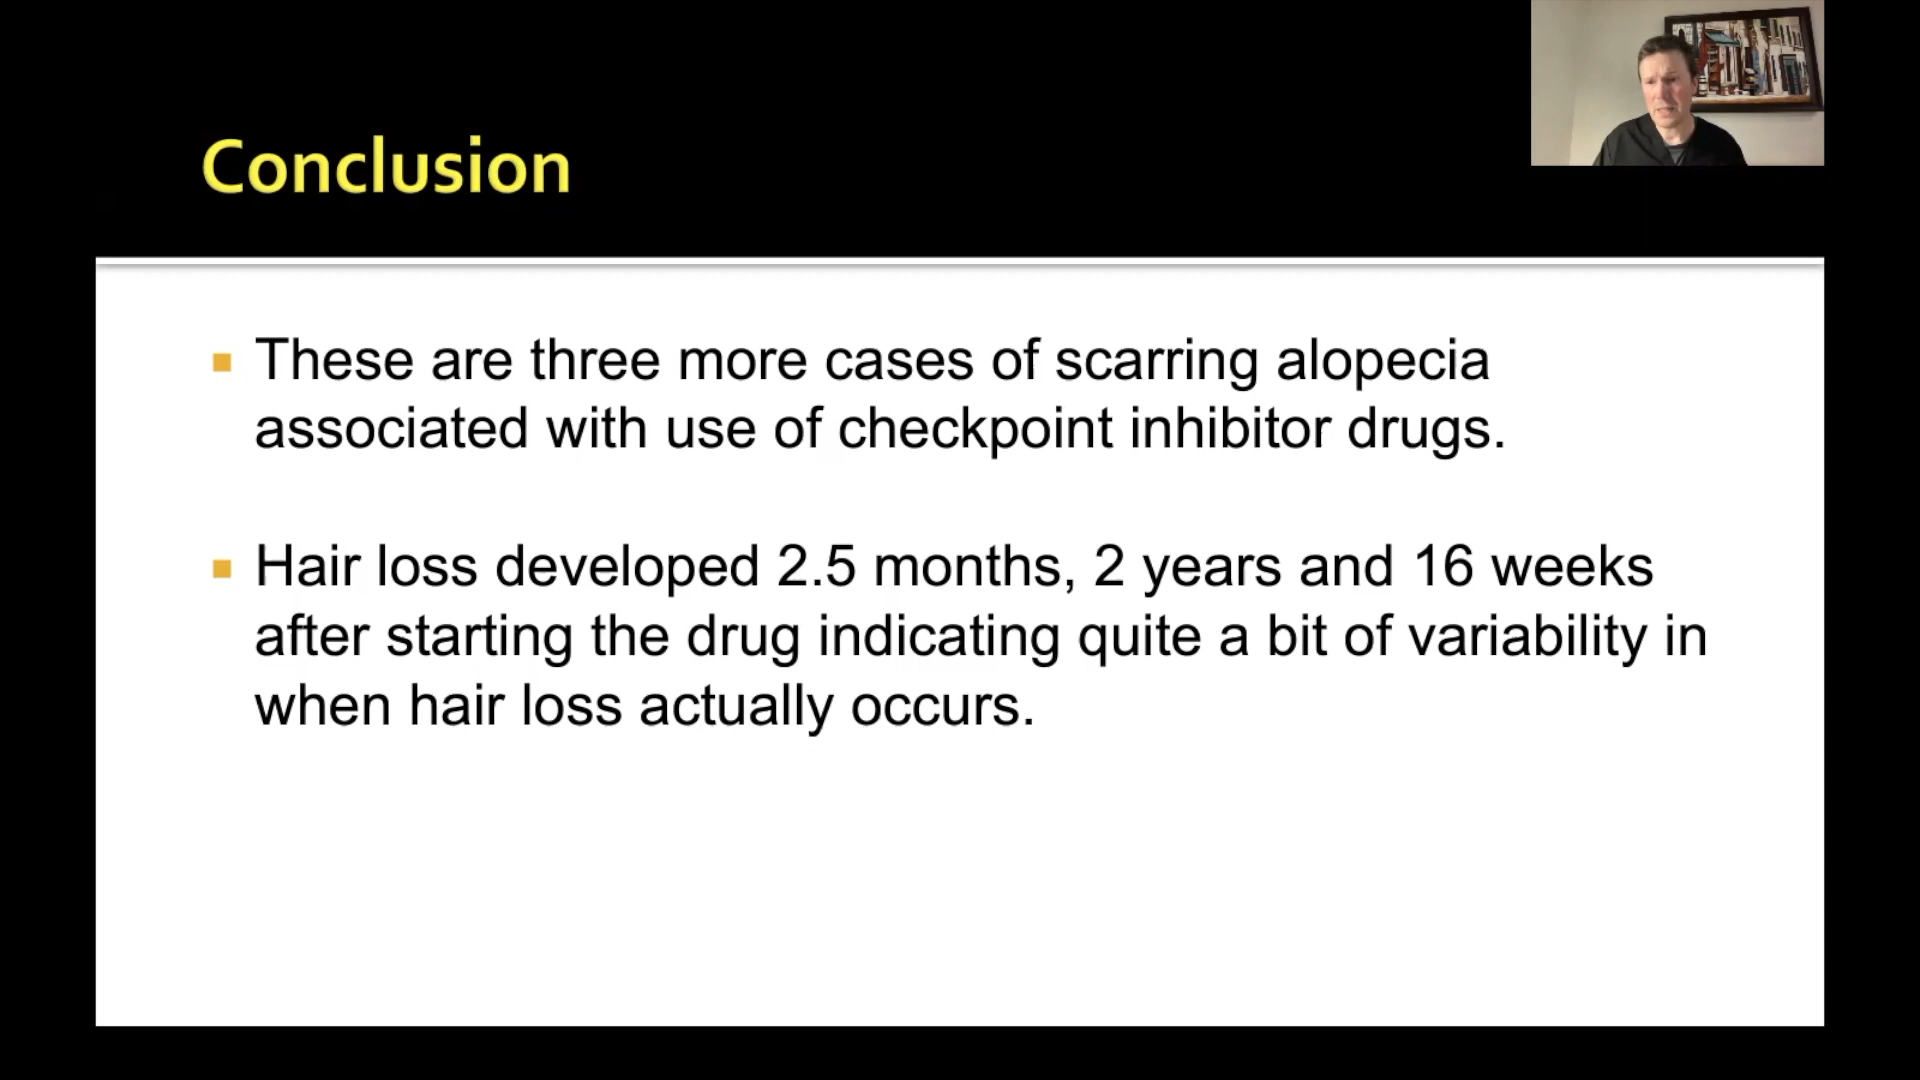 Conclusion
These are three more cases of scarring alopecia
associated with use of checkpoint inhibitor drugs.
Hair loss developed 2.5 months, 2 years and 16 weeks
after starting the drug indicating quite a bit of variability in
when hair loss actually occurs.